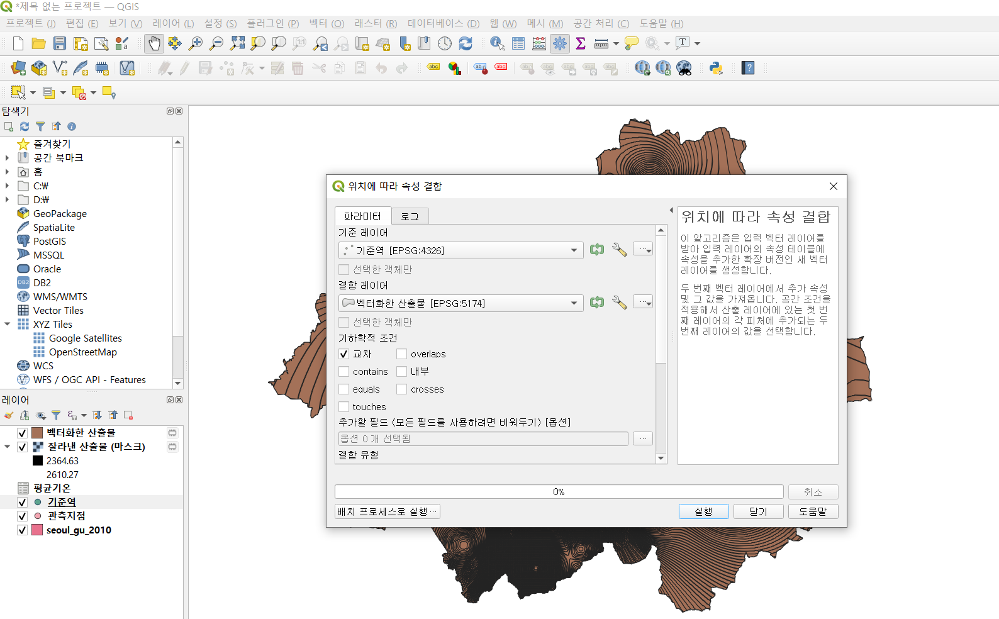 *제목 없는 프로젝트 — QGIS
프로젝트 (J) 편집 (E) 보기 (V) 레이어 (L) 설정 (S) 플러그인 (P) 벡터 (O) 래스터 (R) 데이터베이스 (D) 웹 (W) 메시 (M) 공간 처리 (C) 도움말 (H)
탐색기
즐겨찾기
공간 북마크
홈
C:₩
D:₩
GeoPackage
SpatiaLite
PostGIS
MSSQL
Oracle
DB2
WMS/WMTS
Vector Tiles
XYZ Tiles
Google Satellites
OpenStreetMap
WCS
WFS / OGC API - Features
레이어
벡터화한 산출물
잘라낸 산출물 (마스크)
2364.63
2610.27
평균기온
기준역
관측지점
seoul_gu_2010
위치에 따라 속성 결합
파라미터 로그
기준 레이어
기준역 [EPSG:4326]
선택한 객체만
결합 레이어
벡터화한 산출물 [EPSG:5174]
선택한 객체만
기하학적 조건
교차 overlaps
contains 내부
equals crosses
touches
추가할 필드 (모든 필드를 사용하려면 비워두기) [옵션]
옵션 0 개 선택됨 …
결합 유형
위치에 따라 속성 결합
이 알고리즘은 입력 벡터 레이어를
받아 입력 레이어의 속성 테이블에
속성을 추가한 확장 버전인 새 벡터
레이어를 생성합니다.
두 번째 벡터 레이어에서 추가 속성
및 그 값을 가져옵니다. 공간 조건을
적용해서 산출 레이어에 있는 첫 번
째 레이어의 각 피처에 추가되는 두
번째 레이어의 값을 선택합니다.
0% 취소
배치 프로세스로 실행… 실행 닫기 도움말